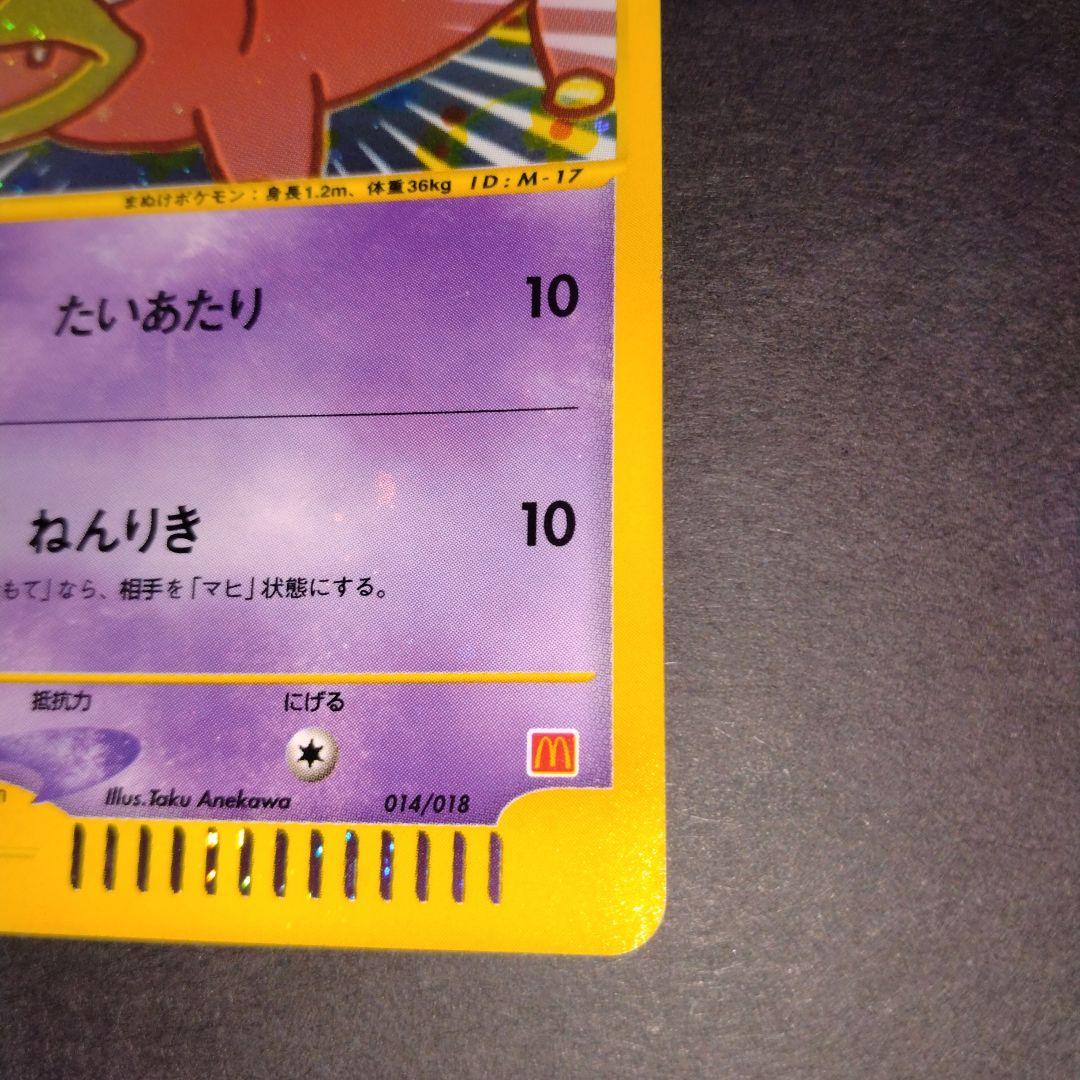 まぬけポケモン：身長1.2m、体重36kg ID:M-17
たいあたり 10
ねんりき 10
もて」なら、相手を「マヒ」状態にする。
抵抗力 にげる
Illus.Taku Anekawa 014/018